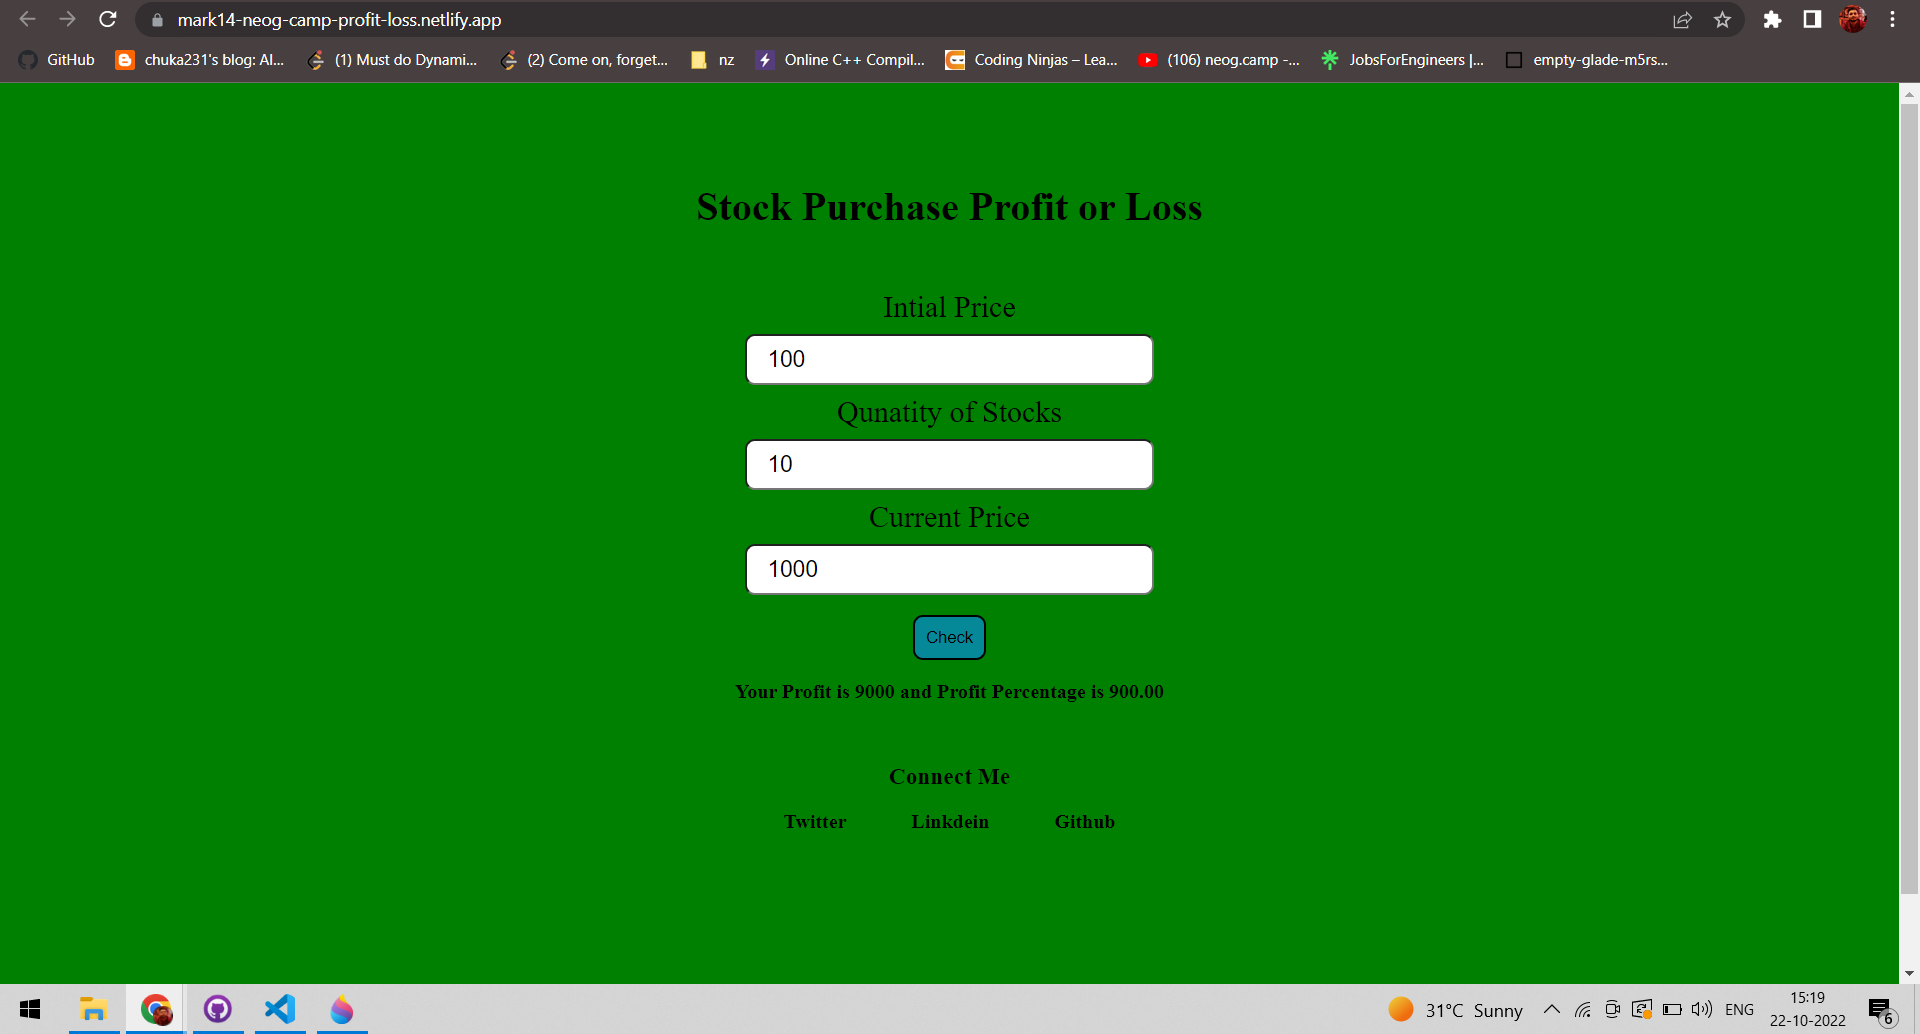 mark14-neog-camp-profit-loss.netlify.app
GitHub chuka231's blog: Al... (1) Must do Dynami... (2) Come on, forget... nz Online C++ Compil... Coding Ninjas – Lea... (106) neog.camp -... JobsForEngineers |... empty-glade-m5rs...
Stock Purchase Profit or Loss
Intial Price
100
Qunatity of Stocks
10
Current Price
1000
Check
Your Profit is 9000 and Profit Percentage is 900.00
Connect Me
Twitter Linkdein Github
31°C Sunny ENG 15:19
22-10-2022 6